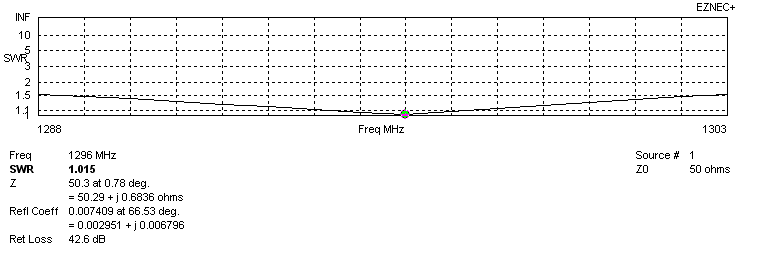 EZNEC+
INF
10
5
SWR
3
2
1.5
1.1
1
1288 Freq MHz 1303
Freq 1296 MHz Source # 1
SWR 1.015 Z0 50 ohms
Z 50.3 at 0.78 deg.
= 50.29 + j 0.6836 ohms
Refl Coeff 0.007409 at 66.53 deg.
= 0.002951 + j 0.006796
Ret Loss 42.6 dB